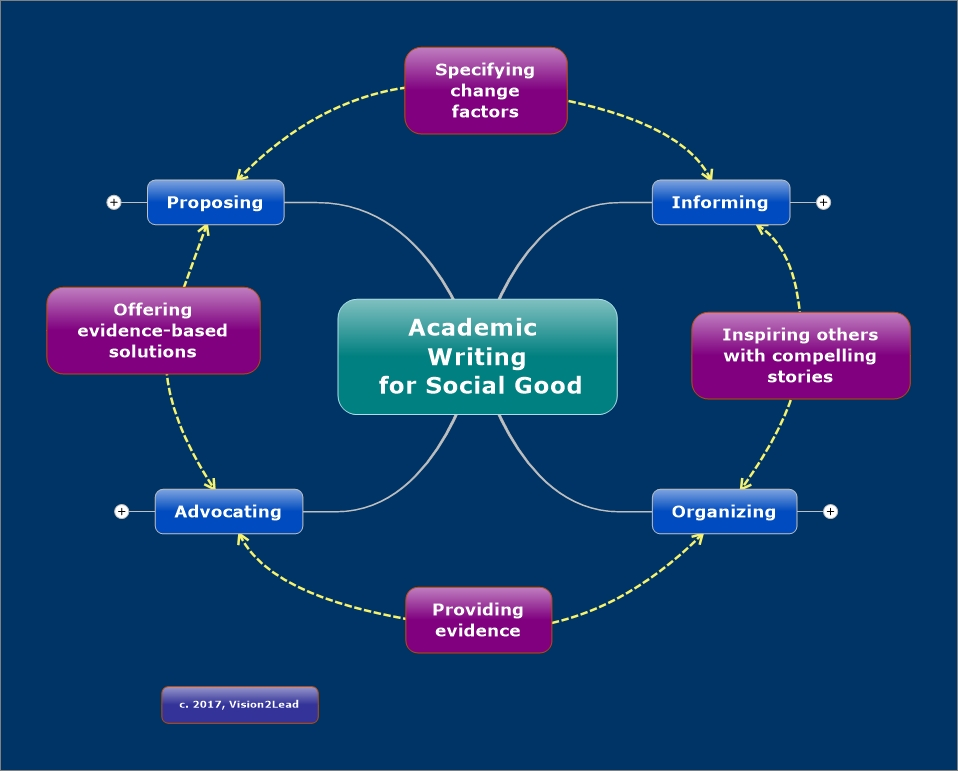 Specifying
change
factors
Proposing
Informing
Offering
evidence-based
solutions
Academic
Writing
for Social Good
Inspiring others
with compelling
stories
Advocating
Organizing
Providing
evidence
c. 2017, Vision2Lead